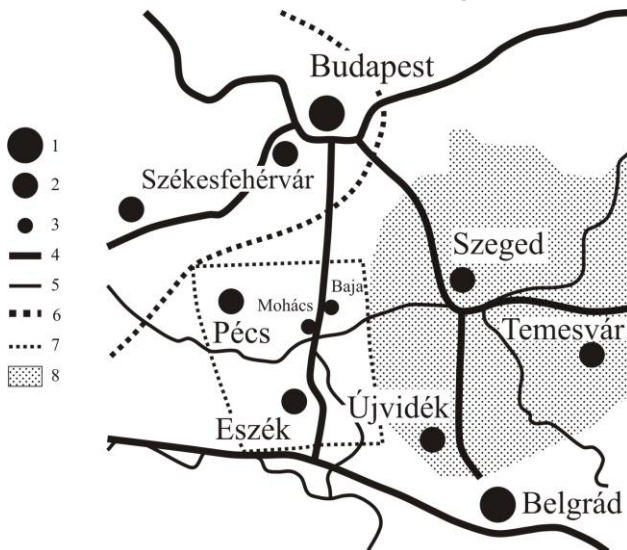 Budapest
1
2
3
4
5
6
7
8
Székesfehérvár
Szeged
Baja
Mohács
Pécs
Temesvár
Eszék
Újvidék
Belgrád